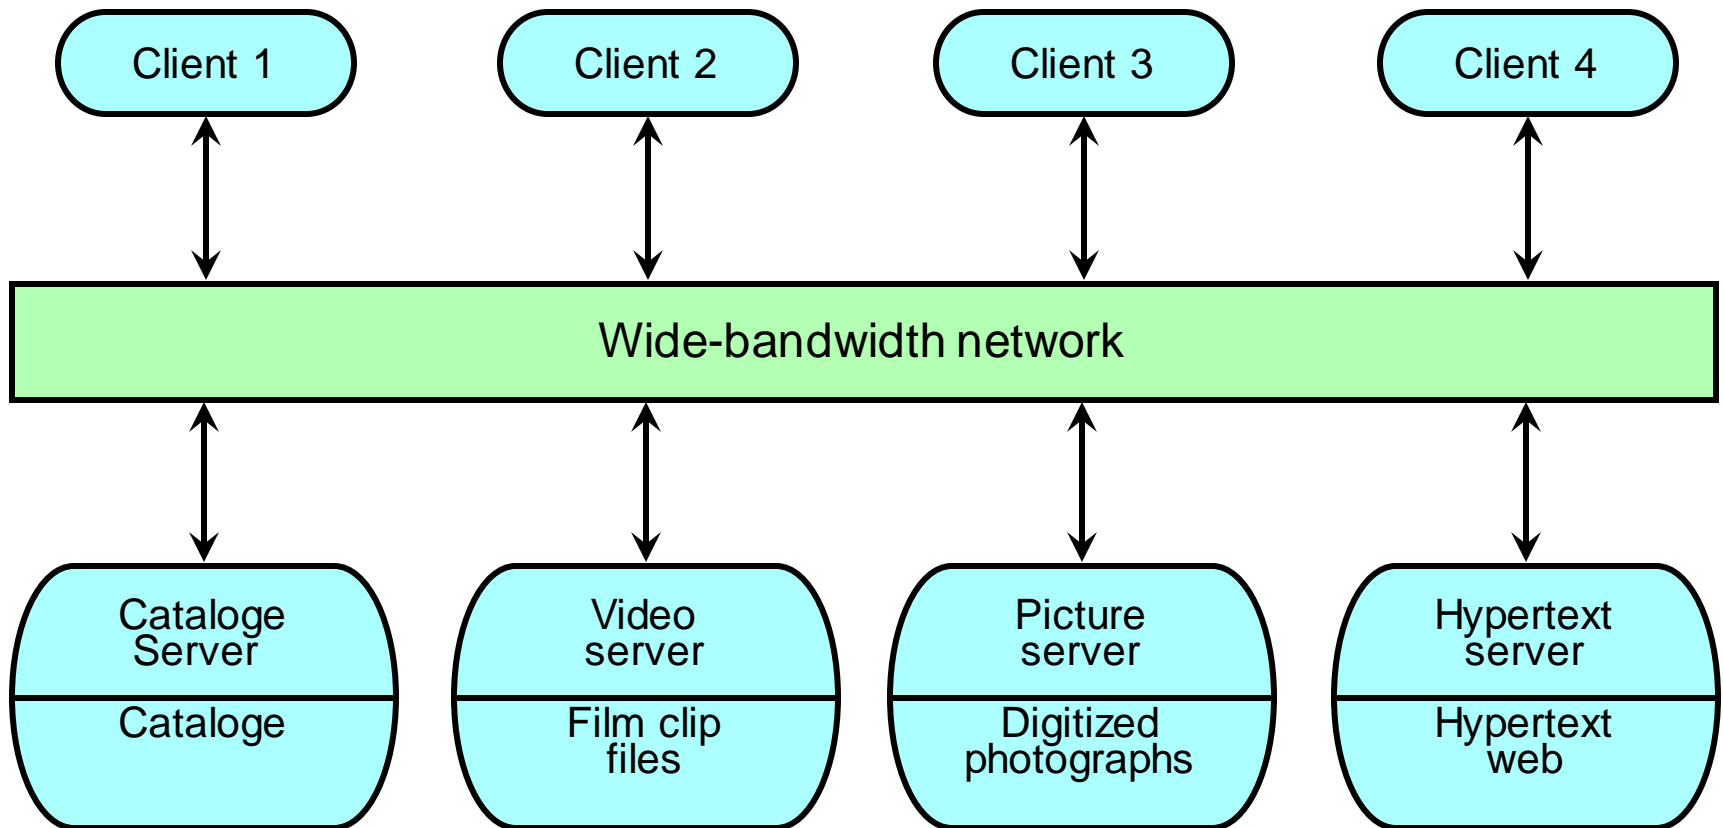 Client 1
Client 2
Client 3
Client 4
Wide-bandwidth network
Cataloge
Server
Cataloge
Video
server
Film clip
files
Picture
server
Digitized
photographs
Hypertext
server
Hypertext
web